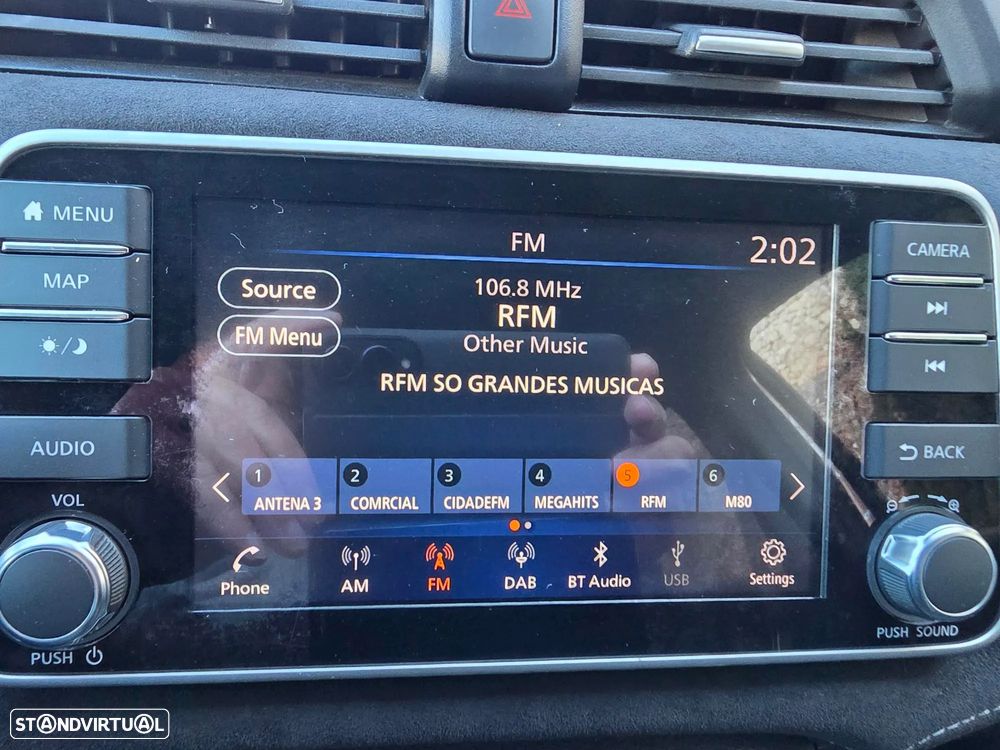 MENU
MAP
AUDIO
VOL
PUSH
FM
2:02
Source
FM Menu
106.8 MHz
RFM
Other Music
RFM SO GRANDES MUSICAS
1 ANTENA 3
2 COMRCIAL
3 CIDADEFM
4 MEGAHITS
5 RFM
6 M80
Phone
AM
FM
DAB
BT Audio
USB
Settings
CAMERA
BACK
PUSH SOUND
STANDVIRTUAL